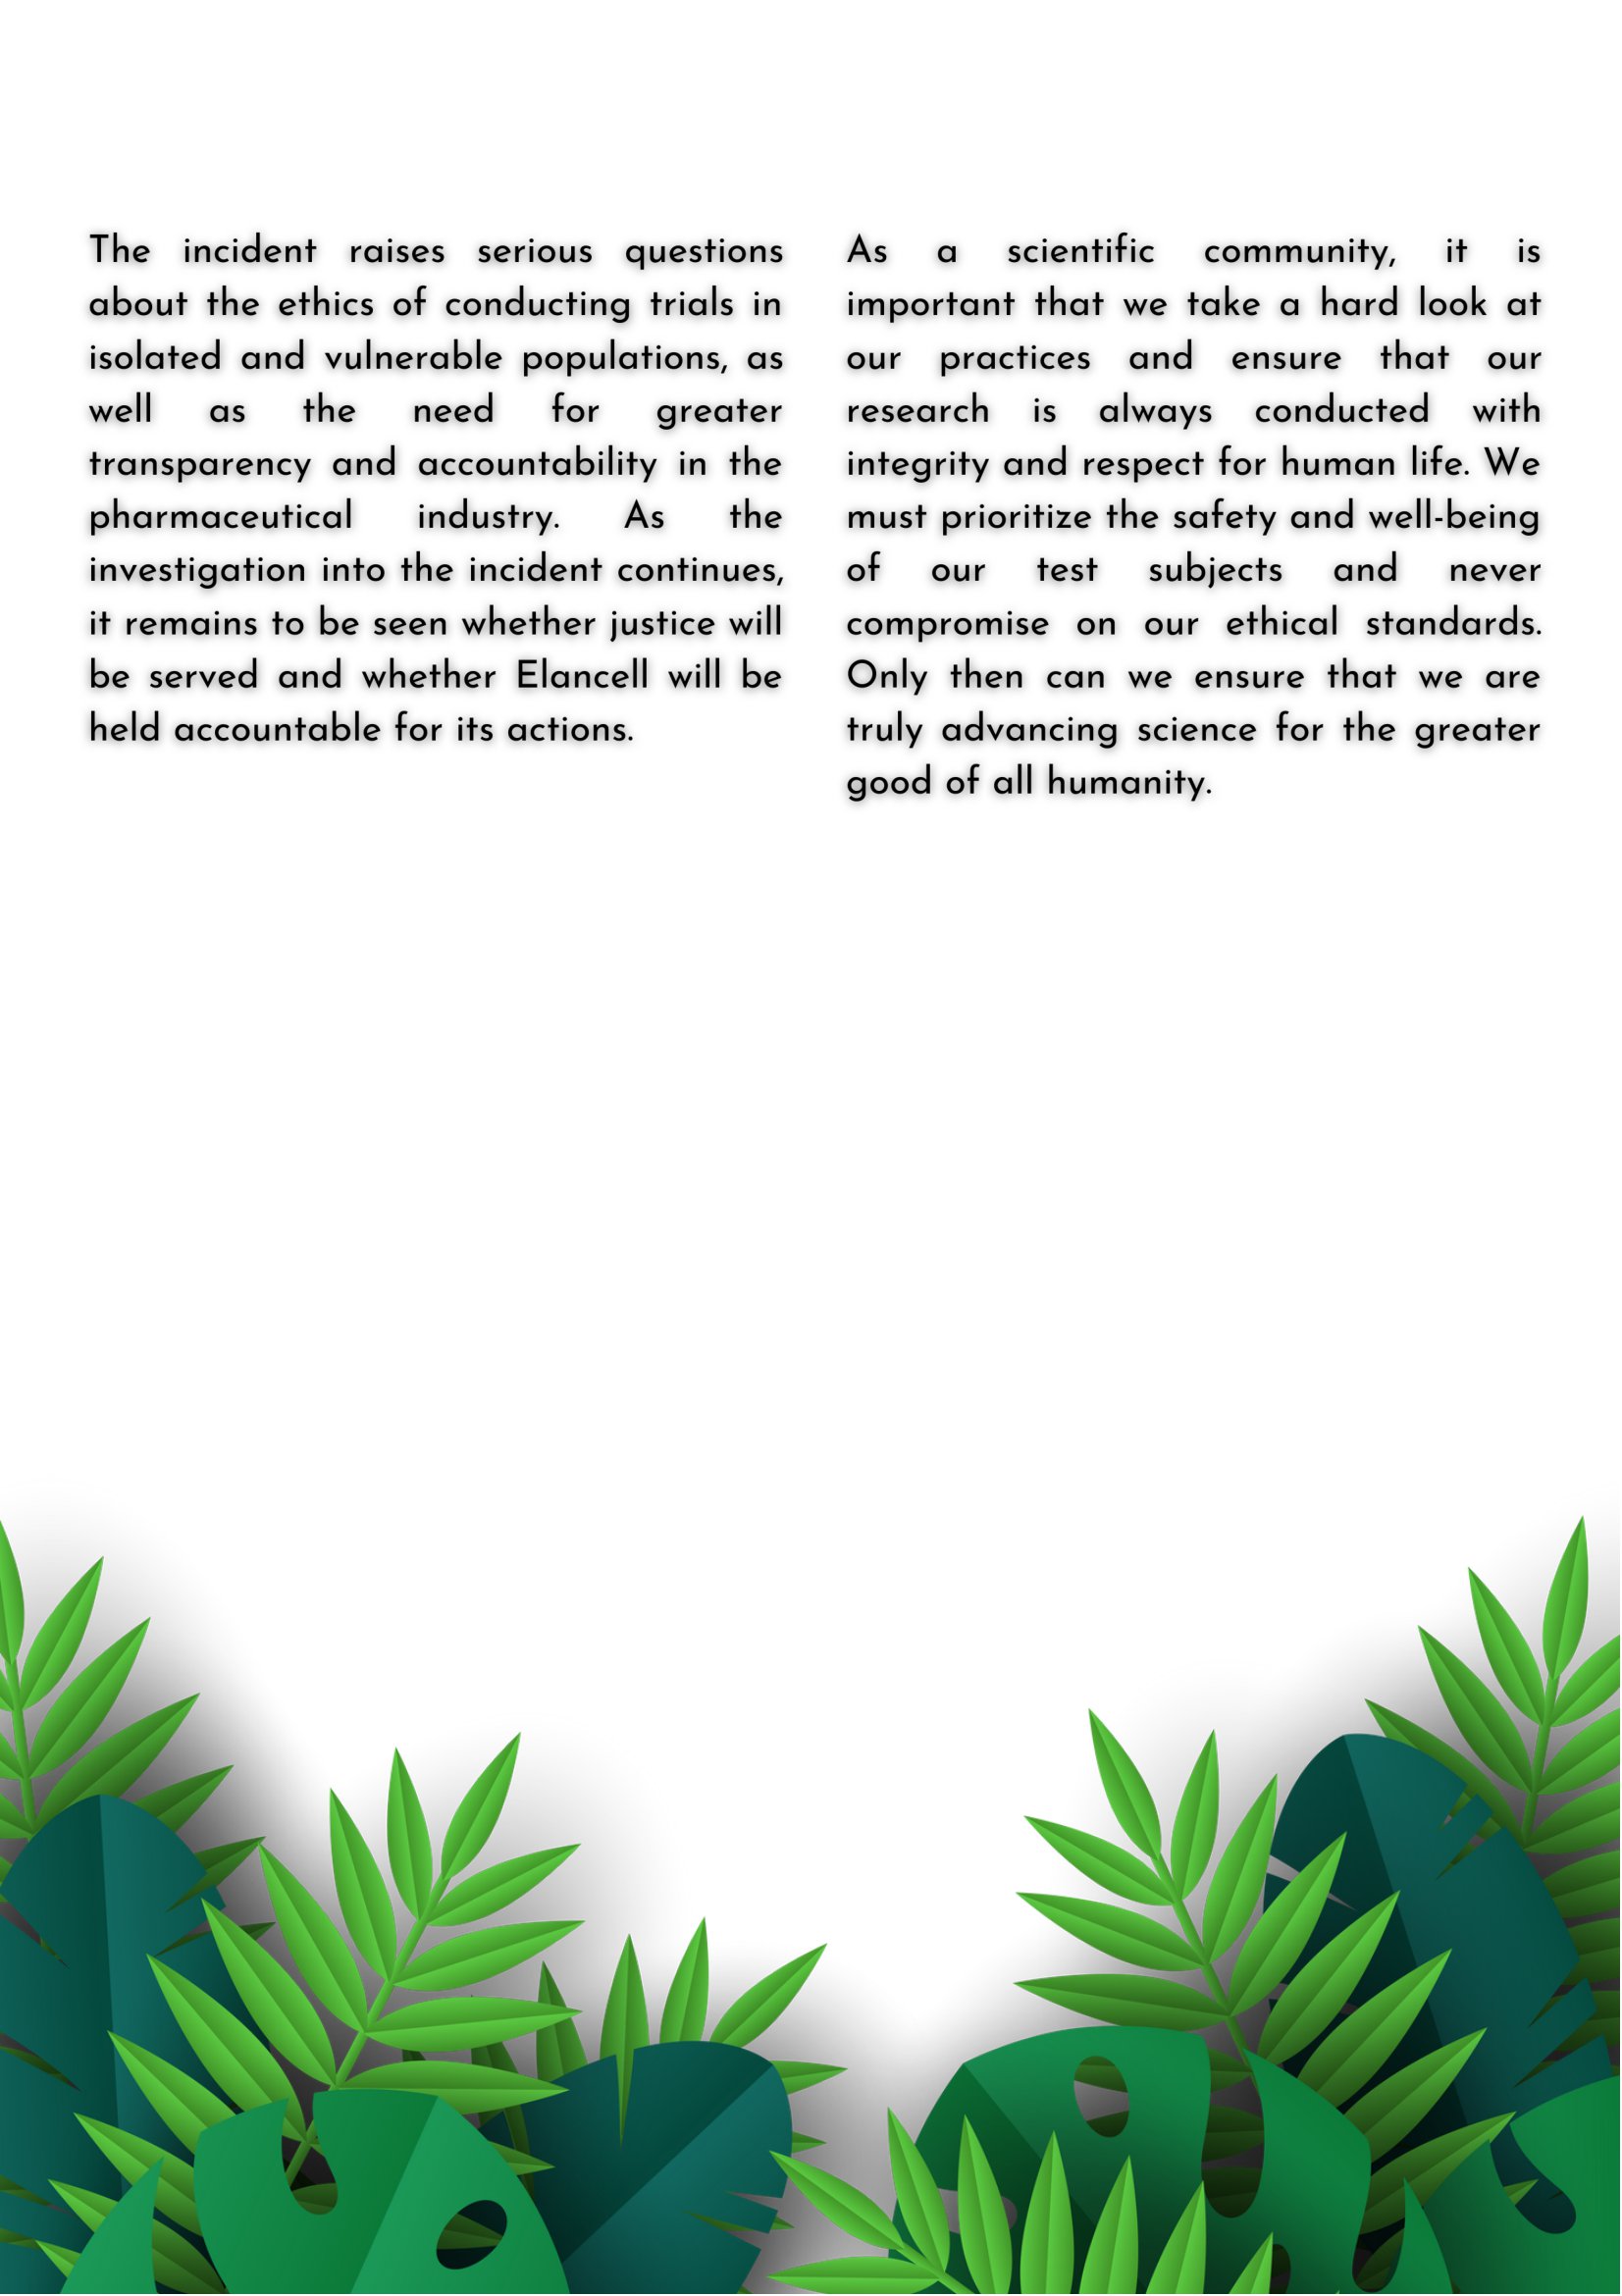 The incident raises serious questions
about the ethics of conducting trials in
isolated and vulnerable populations, as
well as the need for greater
transparency and accountability in the
pharmaceutical industry. As the
investigation into the incident continues,
it remains to be seen whether justice will
be served and whether Elancell will be
held accountable for its actions.
As a scientific community, it is
important that we take a hard look at
our practices and ensure that our
research is always conducted with
integrity and respect for human life. We
must prioritize the safety and well-being
of our test subjects and never
compromise on our ethical standards.
Only then can we ensure that we are
truly advancing science for the greater
good of all humanity.